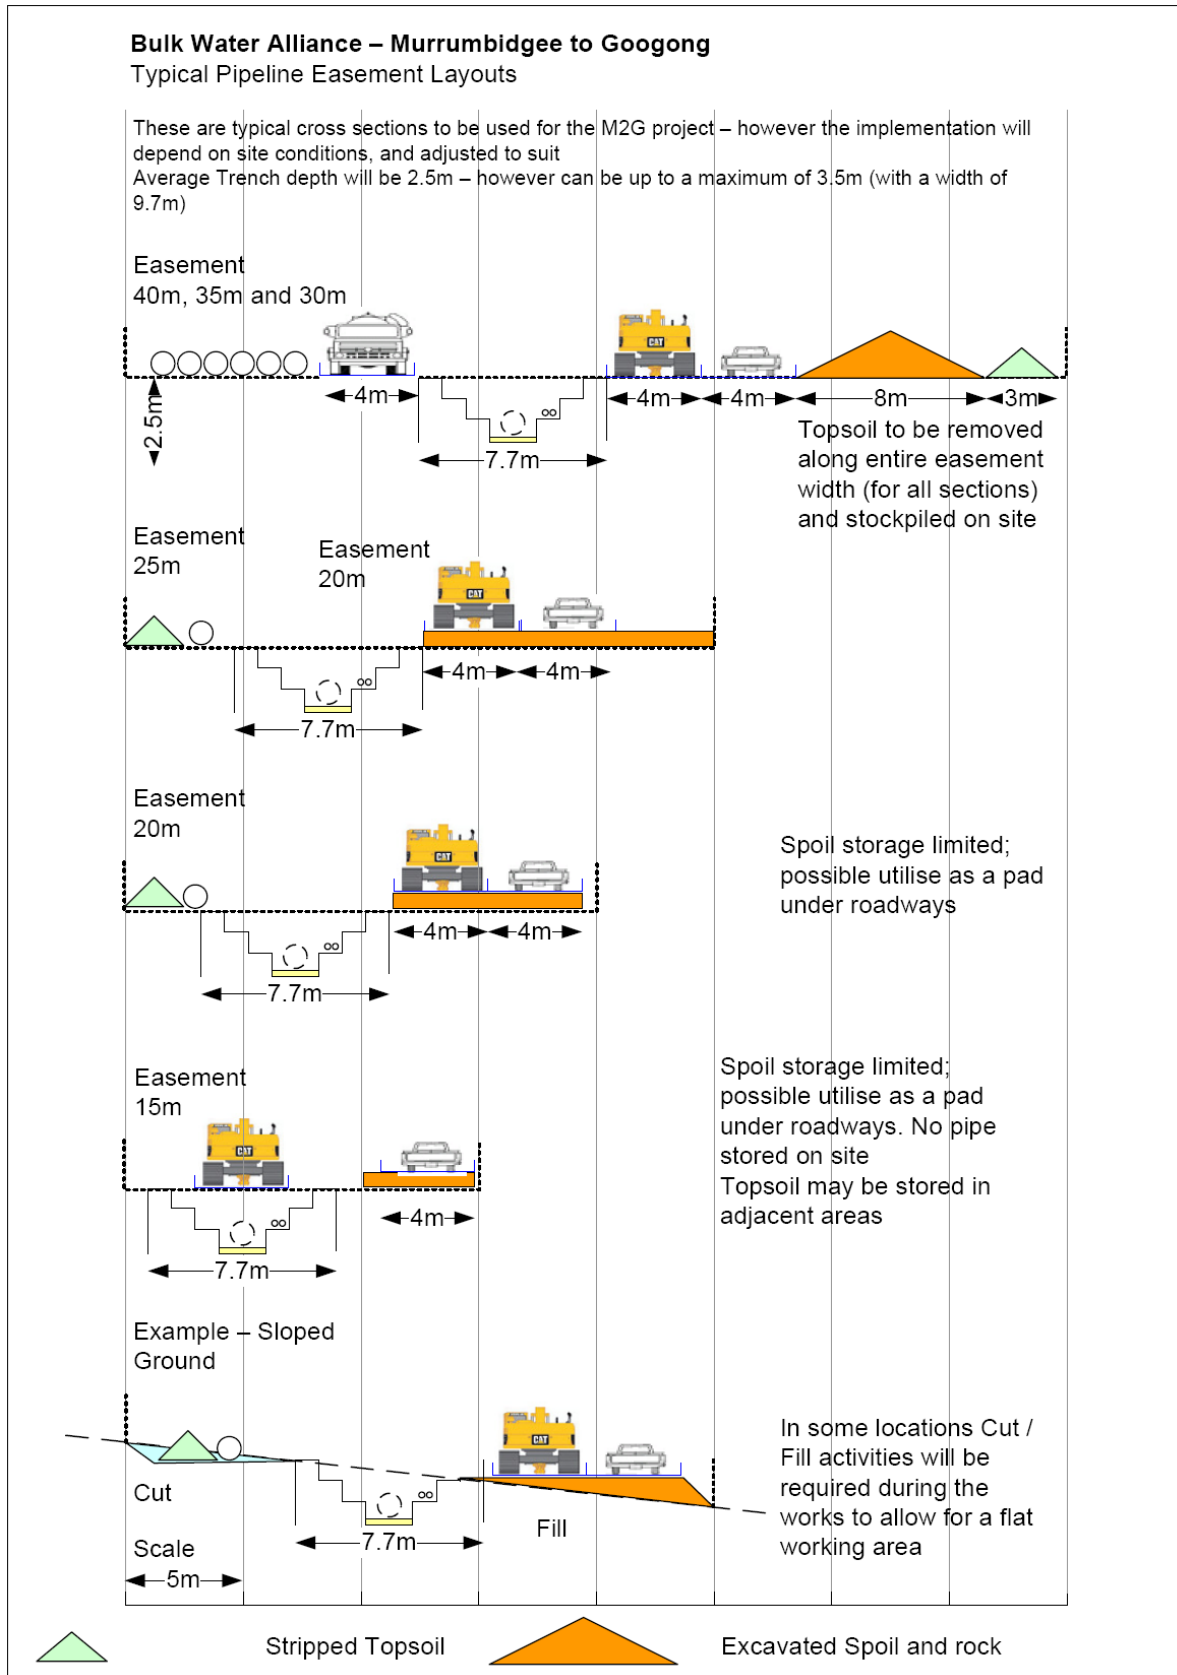 Bulk Water Alliance – Murrumbidgee to Googong
Typical Pipeline Easement Layouts
These are typical cross sections to be used for the M2G project – however the implementation will
depend on site conditions, and adjusted to suit
Average Trench depth will be 2.5m – however can be up to a maximum of 3.5m (with a width of
9.7m)
Easement
40m, 35m and 30m
CAT
2.5m
4m
7.7m
4m
4m
8m
3m
Topsoil to be removed
along entire easement
width (for all sections)
and stockpiled on site
Easement
25m
Easement
20m
CAT
4m
4m
7.7m
Easement
20m
CAT
4m
4m
7.7m
Spoil storage limited;
possible utilise as a pad
under roadways
Easement
15m
CAT
4m
7.7m
Spoil storage limited;
possible utilise as a pad
under roadways. No pipe
stored on site
Topsoil may be stored in
adjacent areas
Example – Sloped
Ground
CAT
Cut
7.7m
Fill
In some locations Cut /
Fill activities will be
required during the
works to allow for a flat
working area
Scale
5m
Stripped Topsoil
Excavated Spoil and rock